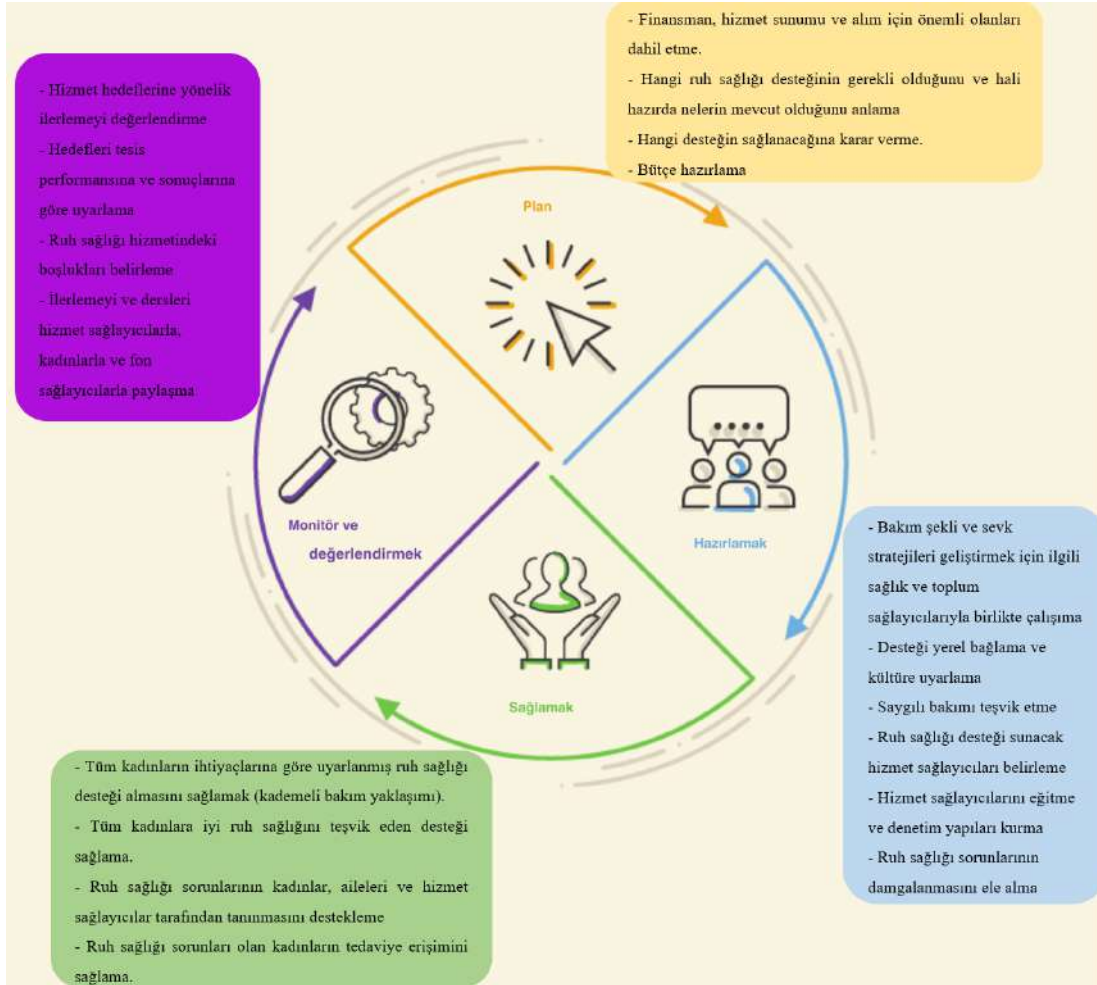 - Finansman, hizmet sunumu ve alım için önemli olanları
dahil etme.
- Hangi ruh sağlığı desteğinin gerekli olduğunu ve hali
hazırda nelerin mevcut olduğunu anlama
- Hangi desteğin sağlanacağına karar verme.
- Bütçe hazırlama
- Hizmet hedeflerine yönelik
ilerlemeyi değerlendirme
- Hedefleri tesis
performansına ve sonuçlarına
göre uyarlama
- Ruh sağlığı hizmetindeki
boşlukları belirleme
- İlerlemeyi ve dersleri
hizmet sağlayıcılarla,
kadınlarla ve fon
sağlayıcılarla paylaşma
Plan
Hazırlamak
Monitör ve
değerlendirmek
Sağlamak
- Bakım şekli ve sevk
stratejileri geliştirmek için ilgili
sağlık ve toplum
sağlayıcılarıyla birlikte çalışıma
- Desteği yerel bağlama ve
kültüre uyarlama
- Saygılı bakımı teşvik etme
- Ruh sağlığı desteği sunacak
hizmet sağlayıcıları belirleme
- Hizmet sağlayıcılarını eğitme
ve denetim yapıları kurma
- Ruh sağlığı sorunlarının
damgalanmasını ele alma
- Tüm kadınların ihtiyaçlarına göre uyarlanmış ruh sağlığı
desteği almasını sağlamak (kademeli bakım yaklaşımı).
- Tüm kadınlara iyi ruh sağlığını teşvik eden desteği
sağlama.
- Ruh sağlığı sorunlarının kadınlar, aileleri ve hizmet
sağlayıcılar tarafından tanınmasını destekleme
- Ruh sağlığı sorunları olan kadınların tedaviye erişimini
sağlama.